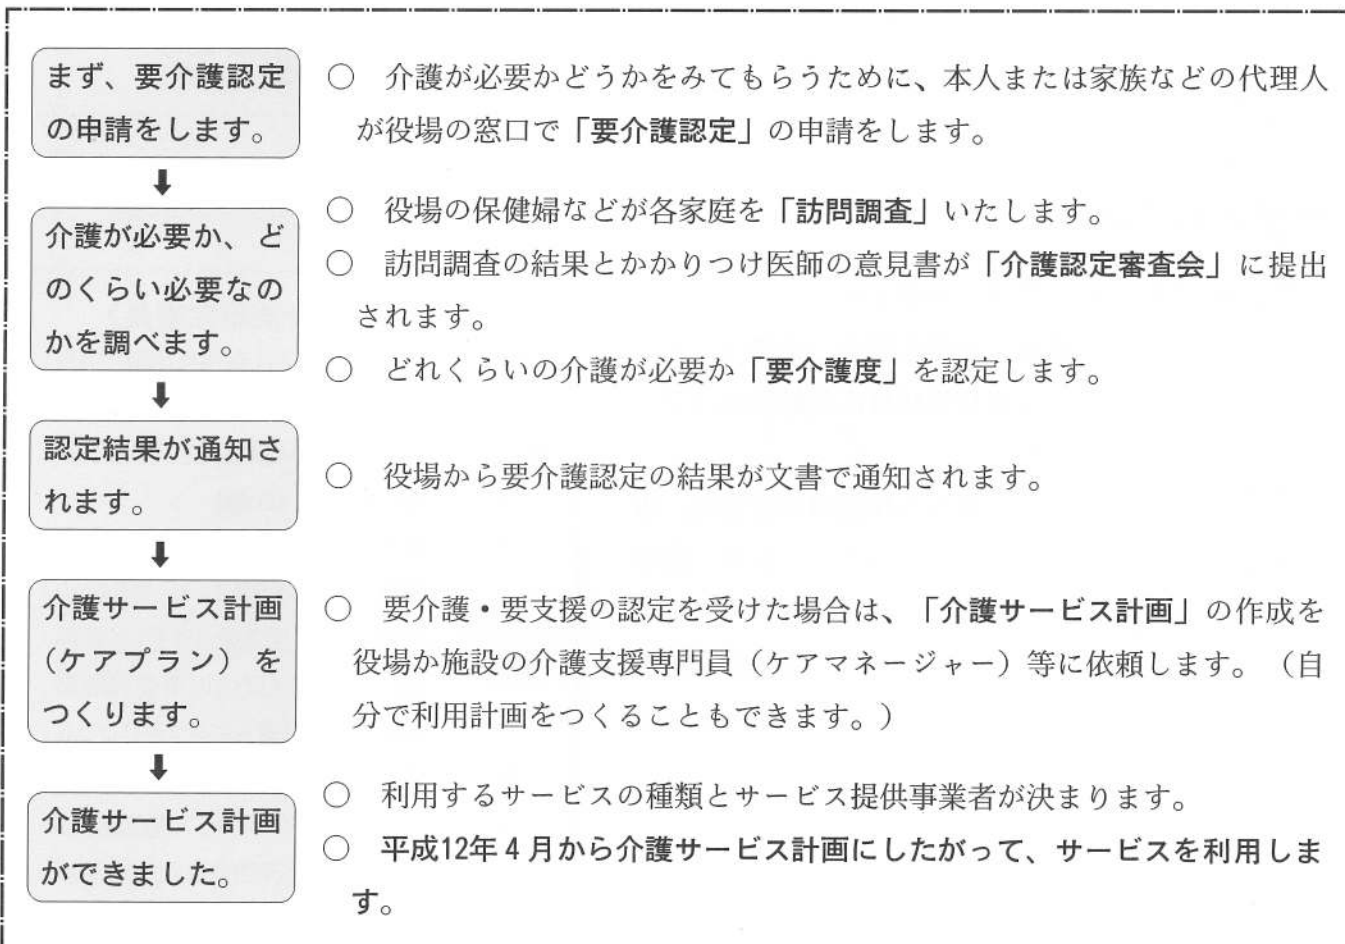 まず、要介護認定
の申請をします。
○　介護が必要かどうかをみてもらうために、本人または家族などの代理人
が役場の窓口で「要介護認定」の申請をします。
⬇
介護が必要か、ど
のくらい必要なの
かを調べます。
○　役場の保健婦などが各家庭を「訪問調査」いたします。
○　訪問調査の結果とかかりつけ医師の意見書が「介護認定審査会」に提出
されます。
○　どれくらいの介護が必要か「要介護度」を認定します。
⬇
認定結果が通知さ
れます。
○　役場から要介護認定の結果が文書で通知されます。
⬇
介護サービス計画
（ケアプラン）を
つくります。
○　要介護・要支援の認定を受けた場合は、「介護サービス計画」の作成を
役場か施設の介護支援専門員（ケアマネージャー）等に依頼します。（自
分で利用計画をつくることもできます。）
⬇
介護サービス計画
ができました。
○　利用するサービスの種類とサービス提供事業者が決まります。
○　平成12年４月から介護サービス計画にしたがって、サービスを利用しま
す。